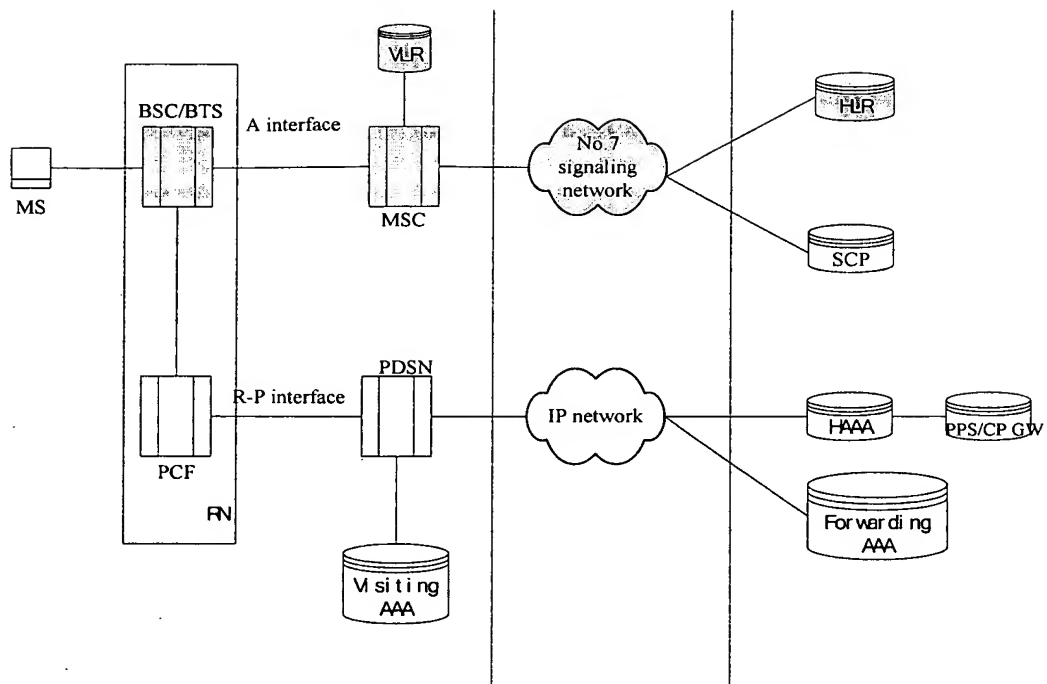 VLR
BSC/BTS
A interface
HLR
No.7
signaling
network
MS
MSC
SCP
PDSN
R-P interface
IP network
HAAA
PPS/CP GW
PCF
RN
Forwarding
AAA
Visiting
AAA